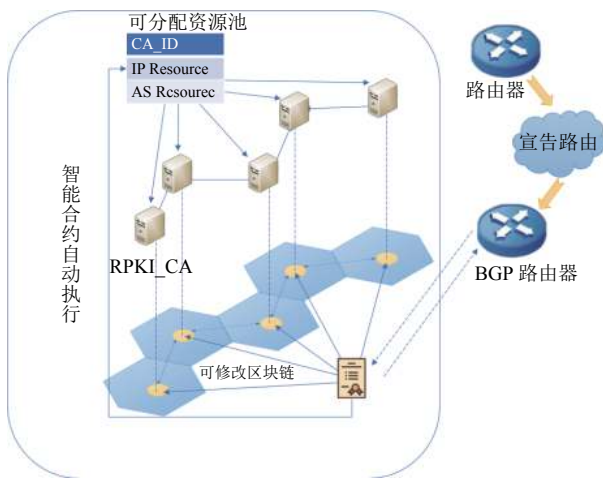 可分配资源池
CA_ID
IP Resource
AS Rcsourec
路由器
宣告路由
智能合约自动执行
RPKI_CA
BGP 路由器
可修改区块链